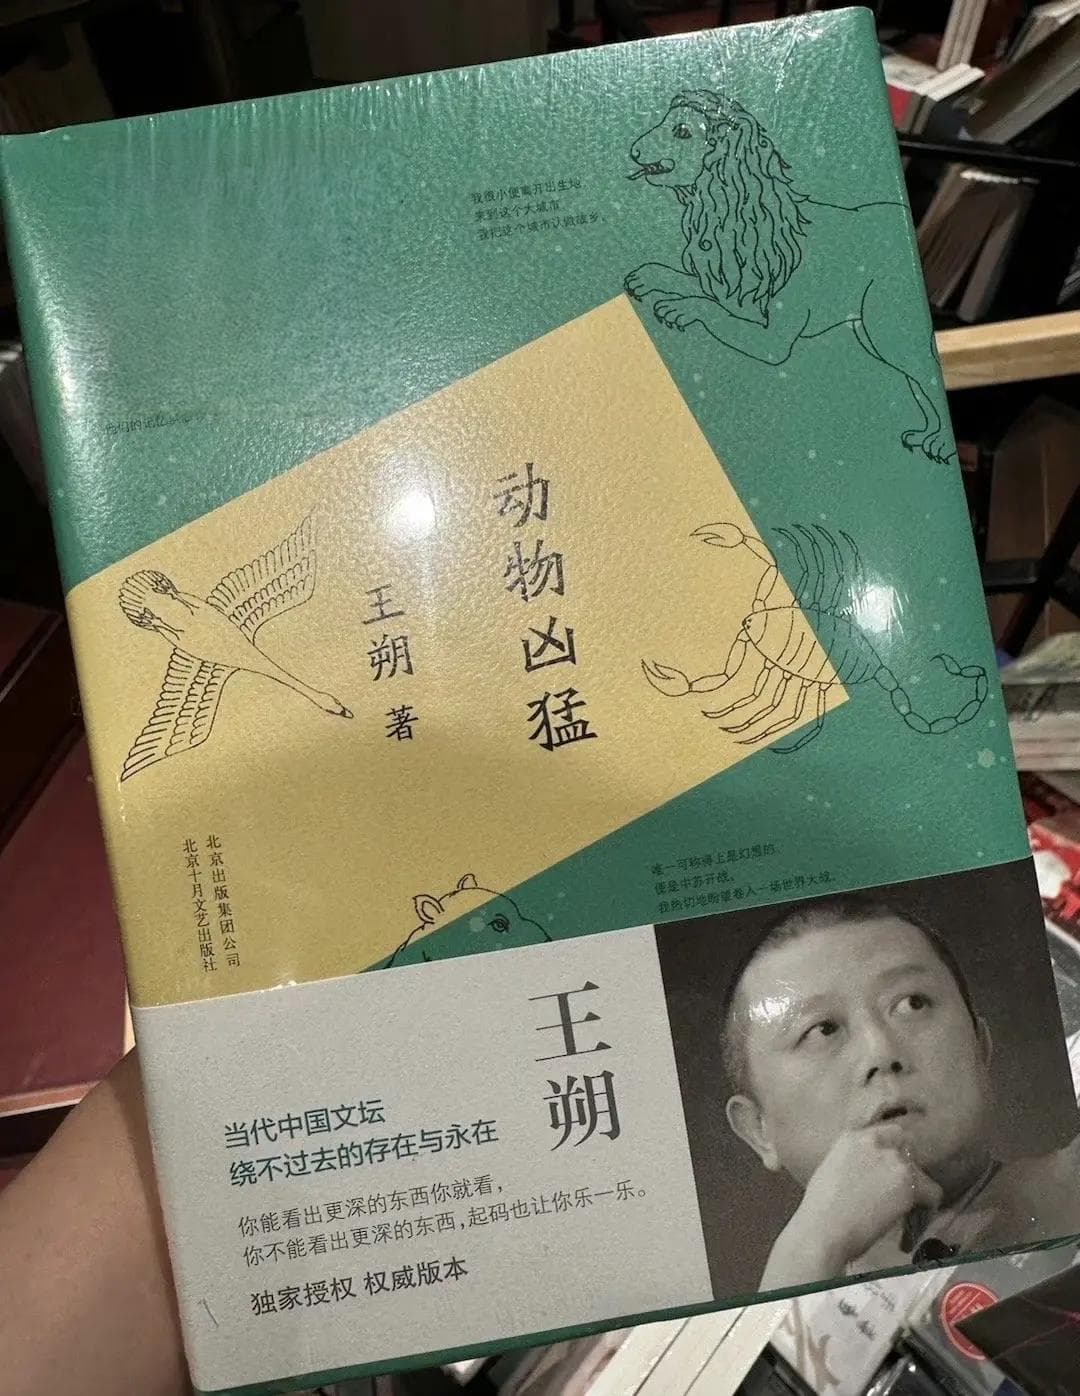 我很小便离开出生地，
来到这个大城市，
我把这个城市认做故乡。
他们的记忆
动物凶猛
王朔 著
北京出版集团公司
北京十月文艺出版社
唯一可称得上是幻想的，
便是中苏开战。
我热切地盼望卷入一场世界大战，
王朔
当代中国文坛
绕不过去的存在与永在
你能看出更深的东西你就看，
你不能看出更深的东西，起码也让你乐一乐。
独家授权 权威版本